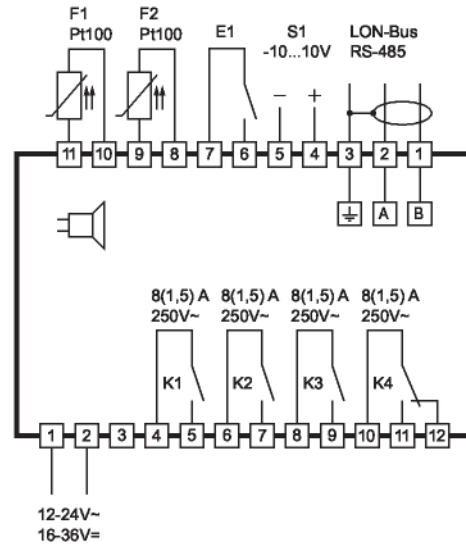 F1 F2 E1 S1 LON-Bus
Pt100 Pt100 -10...10V RS-485
− +
11 10 9 8 7 6 5 4 3 2 1
A B
8(1,5) A 8(1,5) A 8(1,5) A 8(1,5) A
250V~ 250V~ 250V~ 250V~
K1 K2 K3 K4
1 2 3 4 5 6 7 8 9 10 11 12
12-24V~
16-36V=